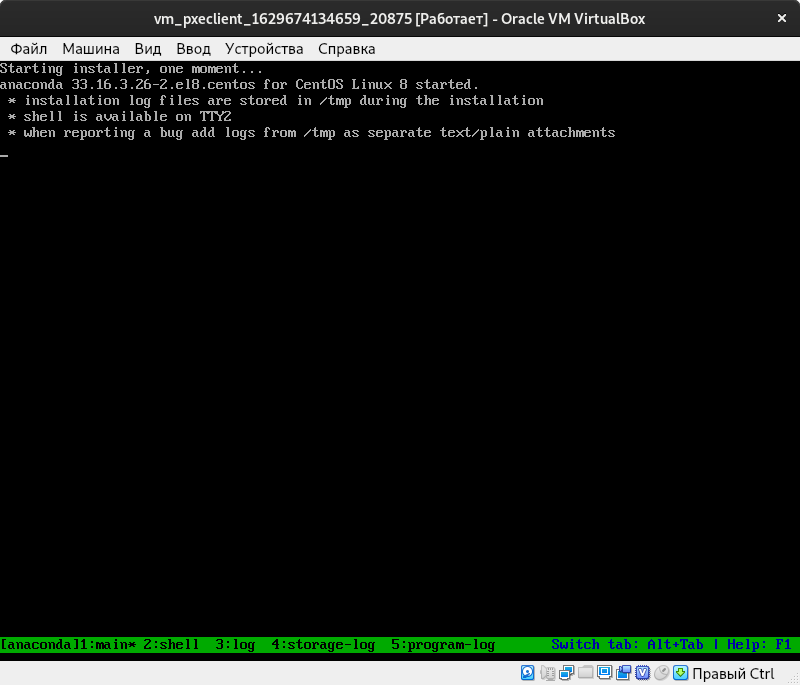 vm_pxeclient_1629674134659_20875 [Работает] - Oracle VM VirtualBox
Файл Машина Вид Ввод Устройства Справка
Starting installer, one moment...
anaconda 33.16.3.26-2.el8.centos for CentOS Linux 8 started.
* installation log files are stored in /tmp during the installation
* shell is available on TTY2
* when reporting a bug add logs from /tmp as separate text/plain attachments
[anaconda]1:main* 2:shell 3:log 4:storage-log 5:program-log Switch tab: Alt+Tab | Help: F1
Правый Ctrl